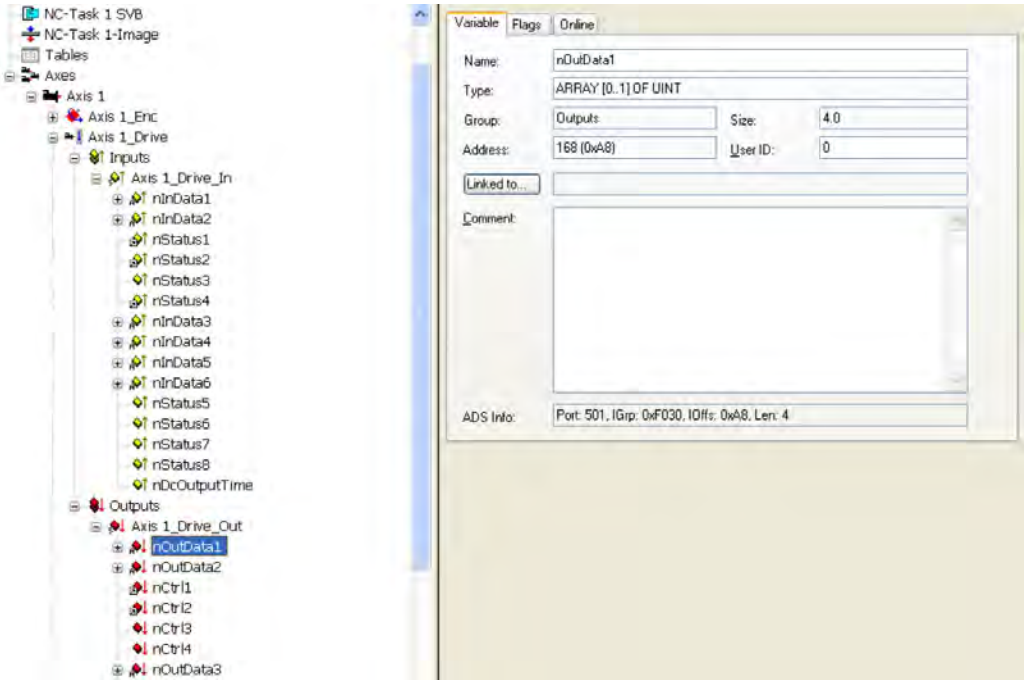 NC-Task 1 SVB
NC-Task 1-Image
Tables
Axes
Axis 1
Axis 1_Enc
Axis 1_Drive
Inputs
Axis 1_Drive_In
nInData1
nInData2
nStatus1
nStatus2
nStatus3
nStatus4
nInData3
nInData4
nInData5
nInData6
nStatus5
nStatus6
nStatus7
nStatus8
nDcOutputTime
Outputs
Axis 1_Drive_Out
nOutData1
nOutData2
nCtrl1
nCtrl2
nCtrl3
nCtrl4
nOutData3
Variable Flags Online
Name: nOutData1
Type: ARRAY [0..1] OF UINT
Group: Outputs Size: 4.0
Address: 168 (0xA8) User ID: 0
Linked to...
Comment:
ADS Info: Port: 501, IGrp: 0xF030, IOffs: 0xA8, Len: 4